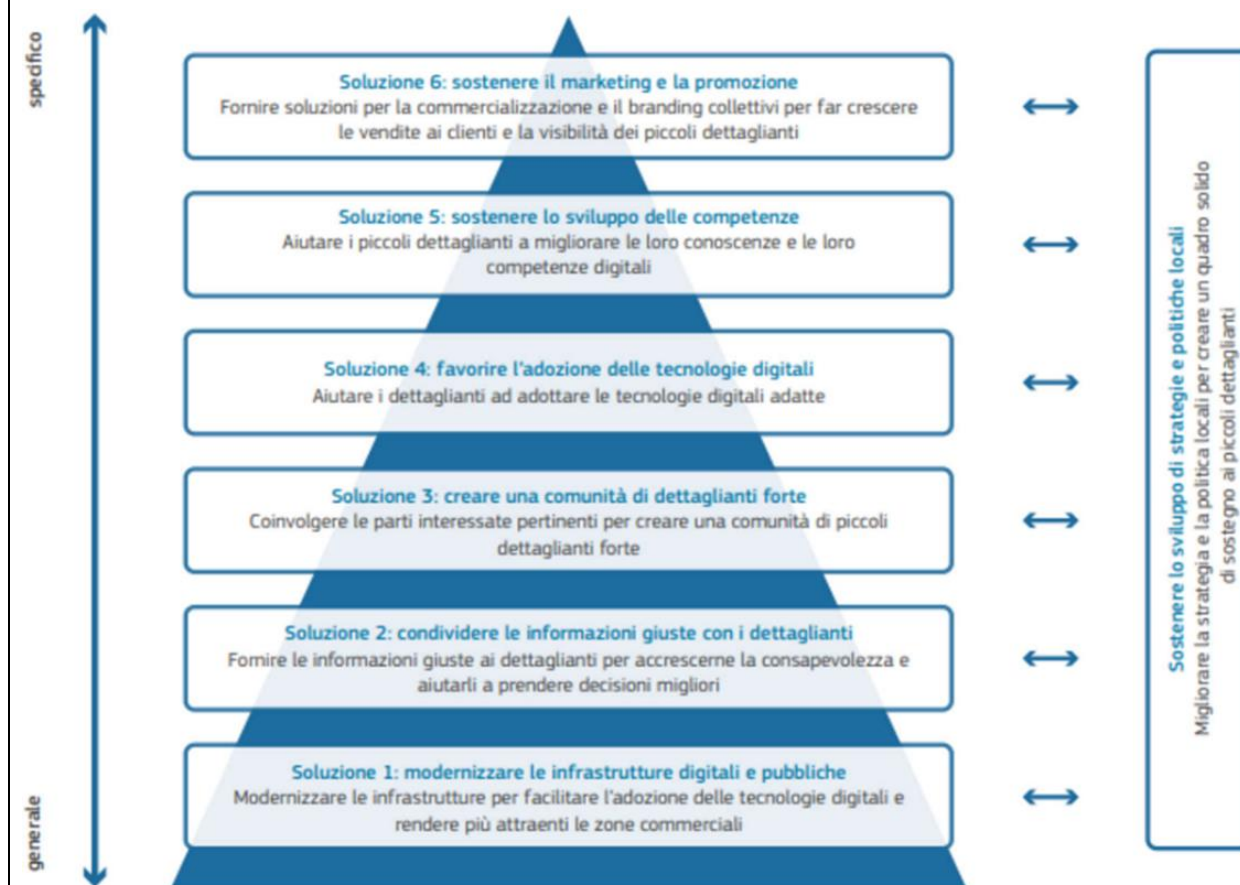 specifico
Soluzione 6: sostenere il marketing e la promozione
Fornire soluzioni per la commercializzazione e il branding collettivi per far crescere
le vendite ai clienti e la visibilità dei piccoli dettaglianti
Soluzione 5: sostenere lo sviluppo delle competenze
Aiutare i piccoli dettaglianti a migliorare le loro conoscenze e le loro
competenze digitali
Soluzione 4: favorire l'adozione delle tecnologie digitali
Aiutare i dettaglianti ad adottare le tecnologie digitali adatte
Soluzione 3: creare una comunità di dettaglianti forte
Coinvolgere le parti interessate pertinenti per creare una comunità di piccoli
dettaglianti forte
Soluzione 2: condividere le informazioni giuste con i dettaglianti
Fornire le informazioni giuste ai dettaglianti per accrescerne la consapevolezza e
aiutarli a prendere decisioni migliori
Soluzione 1: modernizzare le infrastrutture digitali e pubbliche
Modernizzare le infrastrutture per facilitare l'adozione delle tecnologie digitali e
rendere più attraenti le zone commerciali
generale
Sostenere lo sviluppo di strategie e politiche locali
Migliorare la strategia e la politica locali per creare un quadro solido
di sostegno ai piccoli dettaglianti